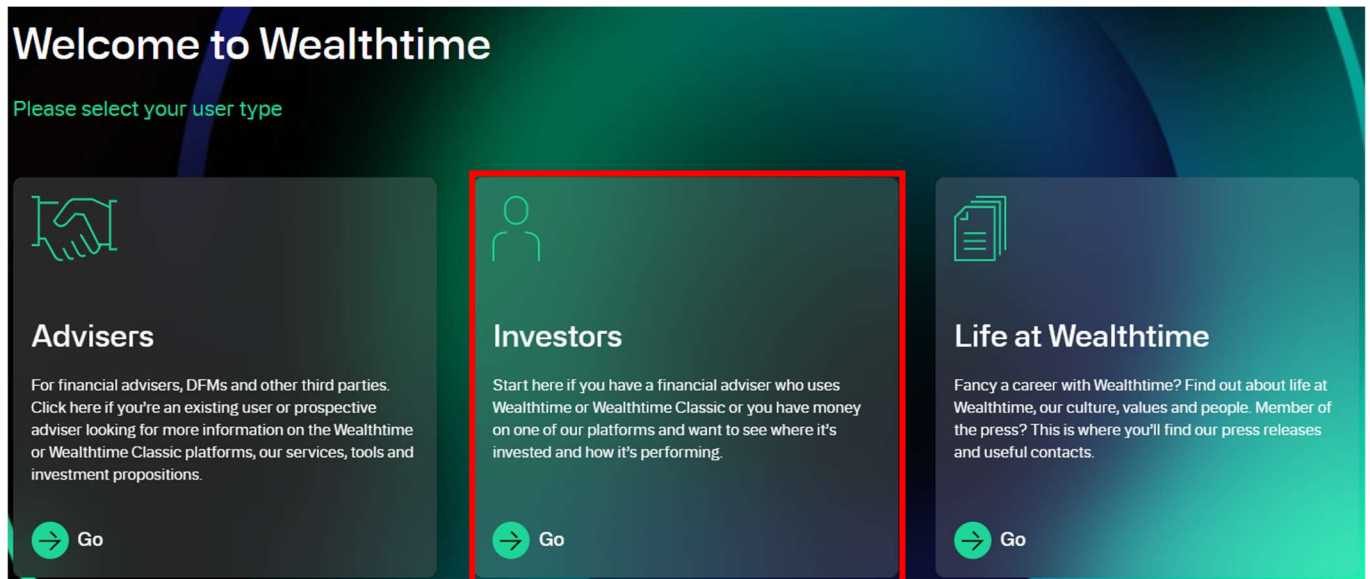 Welcome to Wealthtime
Please select your user type
Advisers
For financial advisers, DFMs and other third parties.
Click here if you're an existing user or prospective
adviser looking for more information on the Wealthtime
or Wealthtime Classic platforms, our services, tools and
investment propositions.
Go
Investors
Start here if you have a financial adviser who uses
Wealthtime or Wealthtime Classic or you have money
on one of our platforms and want to see where it's
invested and how it's performing.
Go
Life at Wealthtime
Fancy a career with Wealthtime? Find out about life at
Wealthtime, our culture, values and people. Member of
the press? This is where you'll find our press releases
and useful contacts.
Go